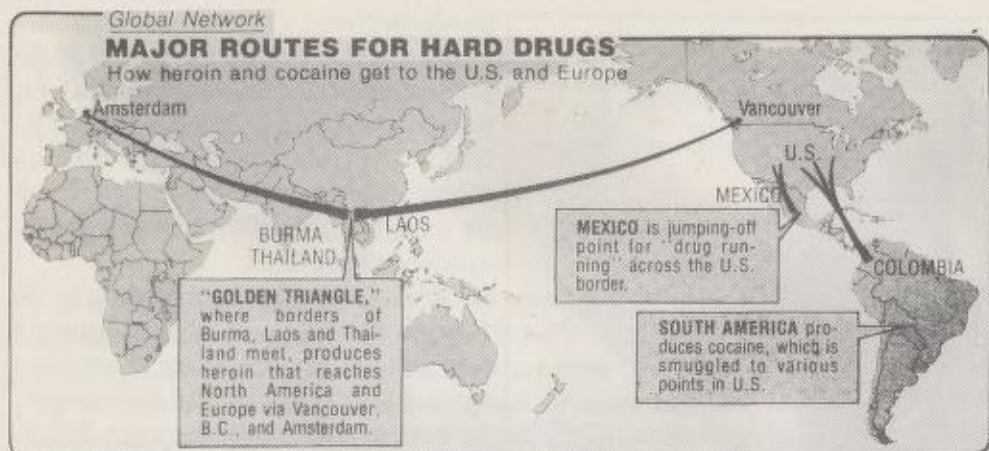 Global Network
MAJOR ROUTES FOR HARD DRUGS
How heroin and cocaine get to the U.S. and Europe
Amsterdam
Vancouver
U.S.
MEXICO
LAOS
BURMA
THAILAND
COLOMBIA
MEXICO is jumping-off
point for "drug run-
ning" across the U.S.
border.
"GOLDEN TRIANGLE,"
where borders of
Burma, Laos and Thai-
land meet, produces
heroin that reaches
North America and
Europe via Vancouver,
B.C., and Amsterdam.
SOUTH AMERICA pro-
duces cocaine, which is
smuggled to various
points in U.S.